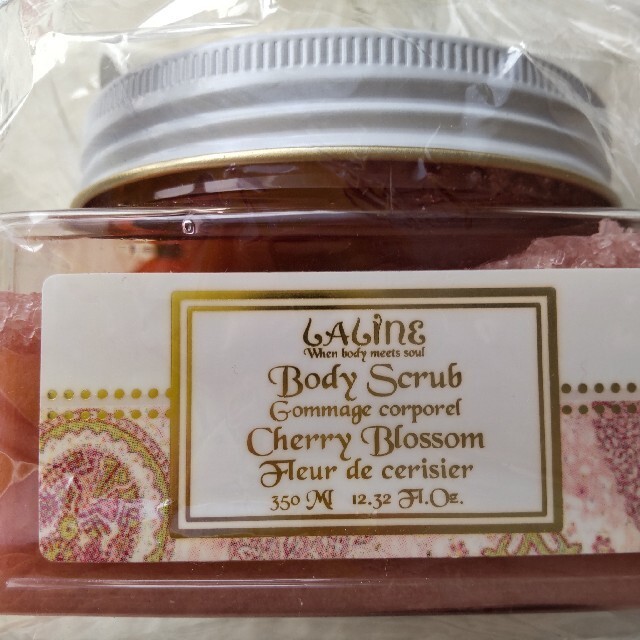 LALINE
When body meets soul
Body Scrub
Gommage corporel
Cherry Blossom
Fleur de cerisier
350 Ml 12.32 Fl.Oz.